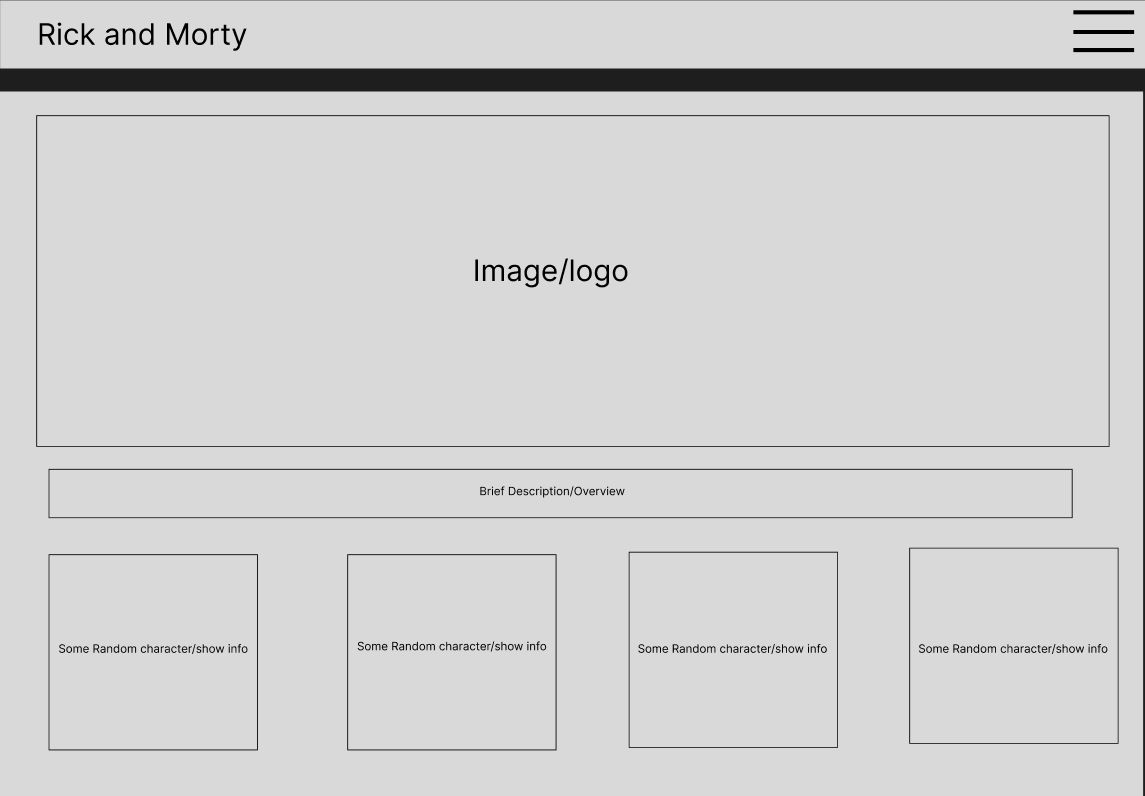 Rick and Morty
Image/logo
Brief Description/Overview
Some Random character/show info
Some Random character/show info
Some Random character/show info
Some Random character/show info